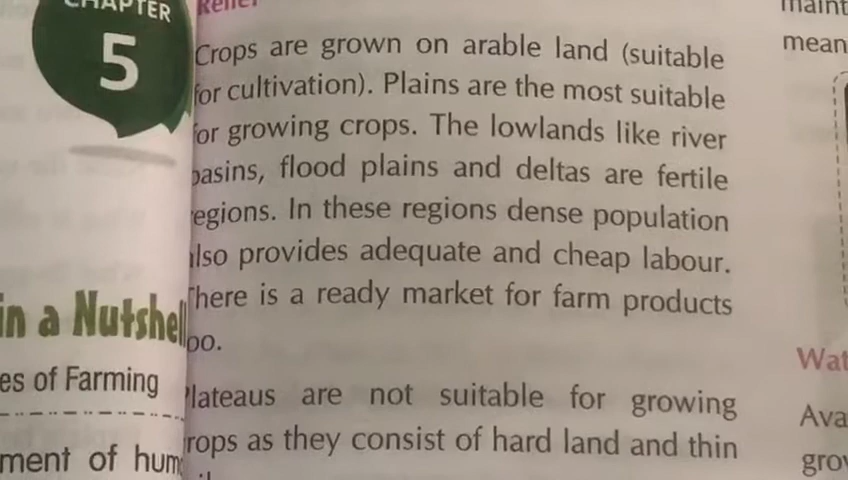 CHAPTER
5
in a Nutshell
es of Farming
ment of hum
Relief
Crops are grown on arable land (suitable
for cultivation). Plains are the most suitable
for growing crops. The lowlands like river
basins, flood plains and deltas are fertile
regions. In these regions dense population
also provides adequate and cheap labour.
There is a ready market for farm products
too.
Plateaus are not suitable for growing
crops as they consist of hard land and thin
maint
mean
Wat
Ava
grow